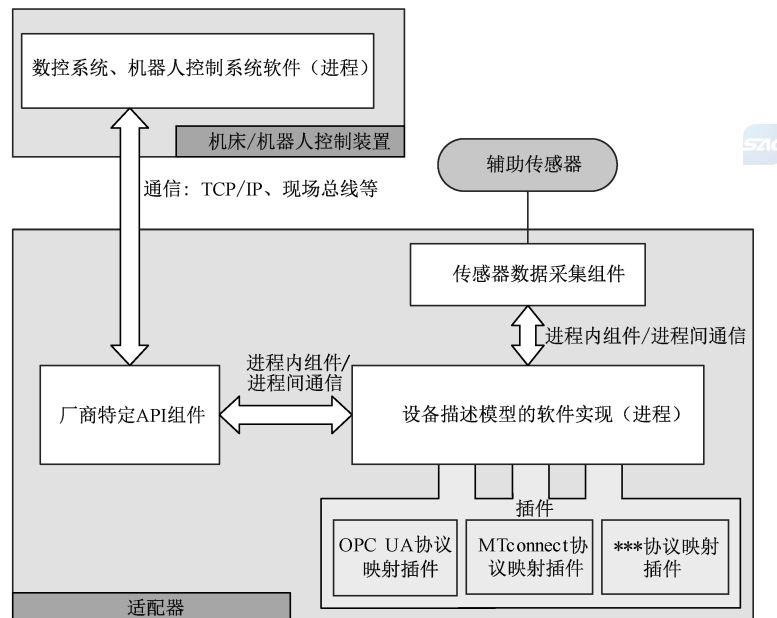 数控系统、机器人控制系统软件（进程）
机床/机器人控制装置
通信：TCP/IP、现场总线等
辅助传感器
SAC
传感器数据采集组件
进程内组件/进程间通信
进程内组件/
进程间通信
厂商特定API组件
设备描述模型的软件实现（进程）
插件
OPC UA协议
映射插件
MTconnect协
议映射插件
***协议映射
插件
适配器